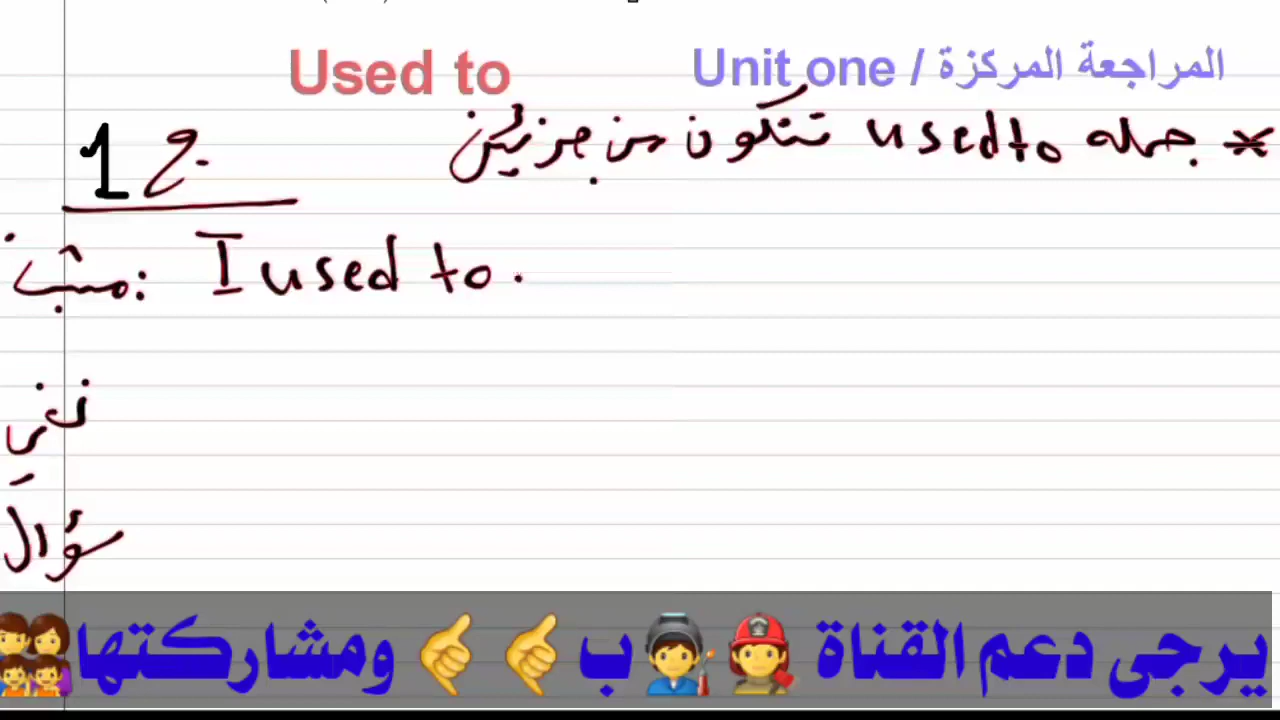 Used to
Unit one / المراجعة المركزة
* جمله used to تتكون من جزئين
ج 1
مثبت: I used to.
نفي
سؤال
يرجى دعم القناة 👩‍🚒👨‍🏭ب 🤙🤙 ومشاركتها👨‍👩‍👧‍👦